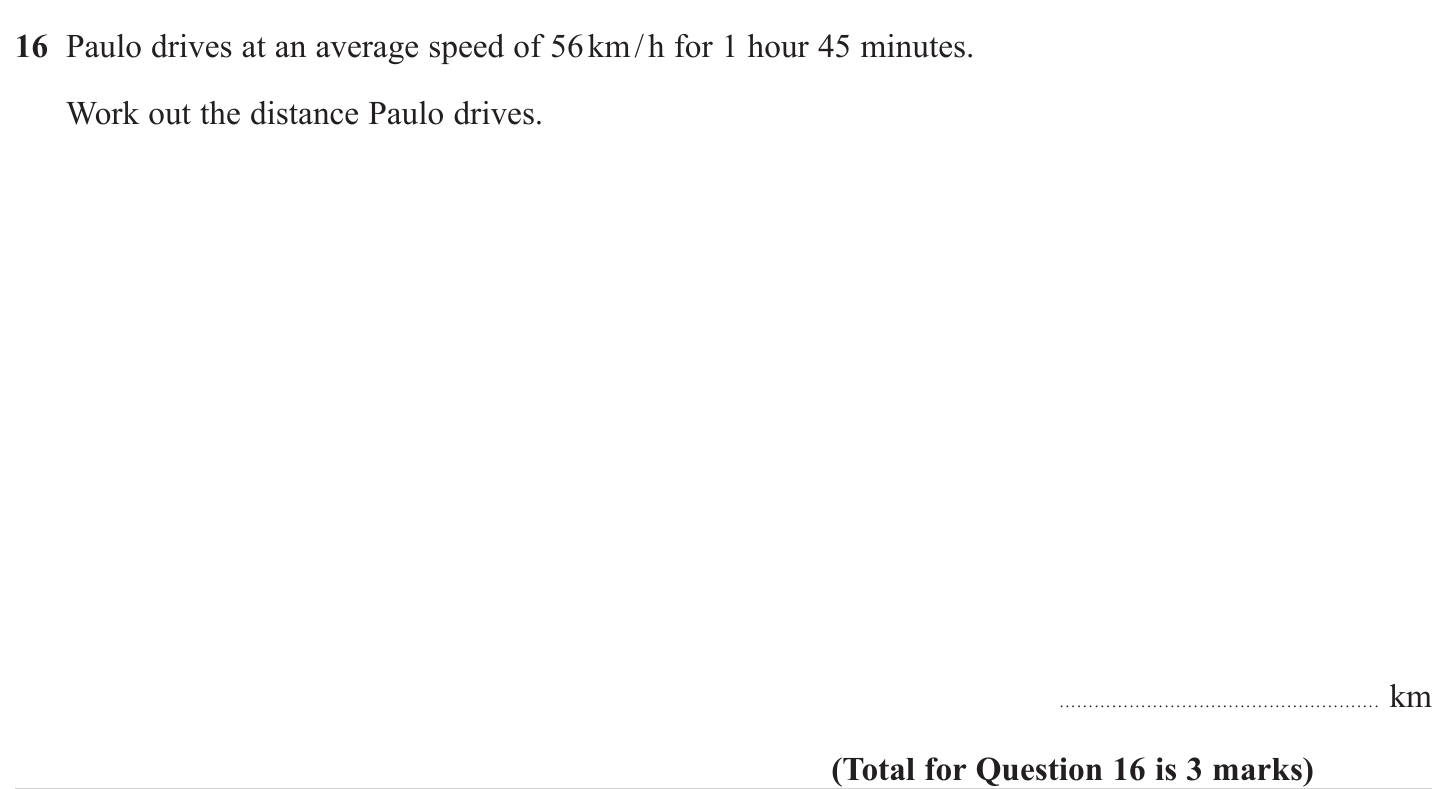 16 Paulo drives at an average speed of 56 km / h for 1 hour 45 minutes.
Work out the distance Paulo drives.
........................................................ km
(Total for Question 16 is 3 marks)